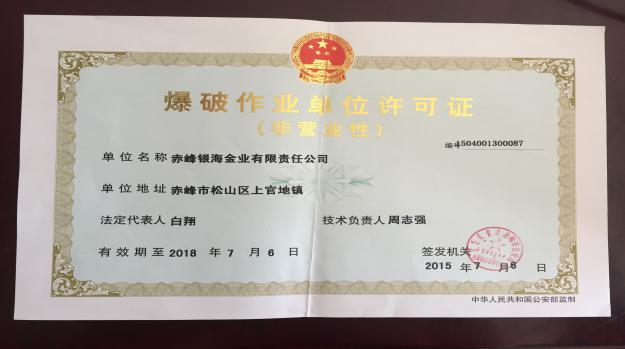 爆破作业单位许可证
(非营业性)
编号1504001300087
单位名称 赤峰银海金业有限责任公司
单位地址 赤峰市松山区上官地镇
法定代表人 白翔 技术负责人 周志强
有效期至 2018 年 7 月 6 日 签发机关
2015 年 7 月 6 日
中华人民共和国公安部监制